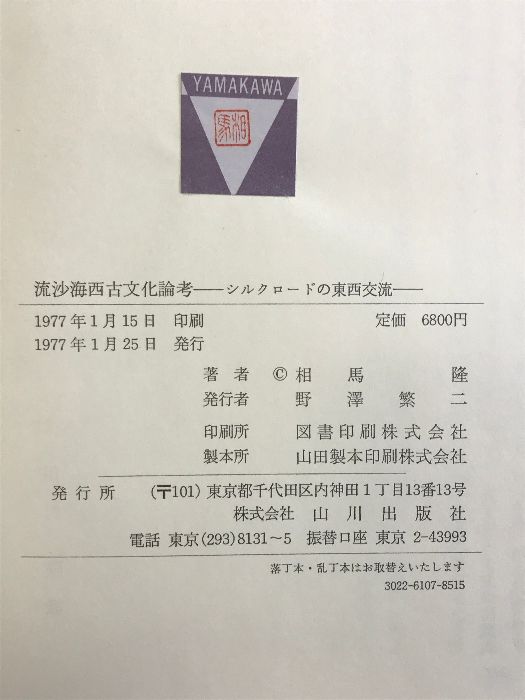 YAMAKAWA
相馬
流沙海西古文化論考――シルクロードの東西交流――
1977年1月15日 印刷 定価 6800円
1977年1月25日 発行
著者 © 相馬 隆
発行者 野澤繁二
印刷所 図書印刷株式会社
製本所 山田製本印刷株式会社
発行所 (〒101) 東京都千代田区内神田1丁目13番13号
株式会社 山川出版社
電話 東京(293)8131~5 振替口座 東京 2-43993
落丁本・乱丁本はお取替えいたします
3022-6107-8515